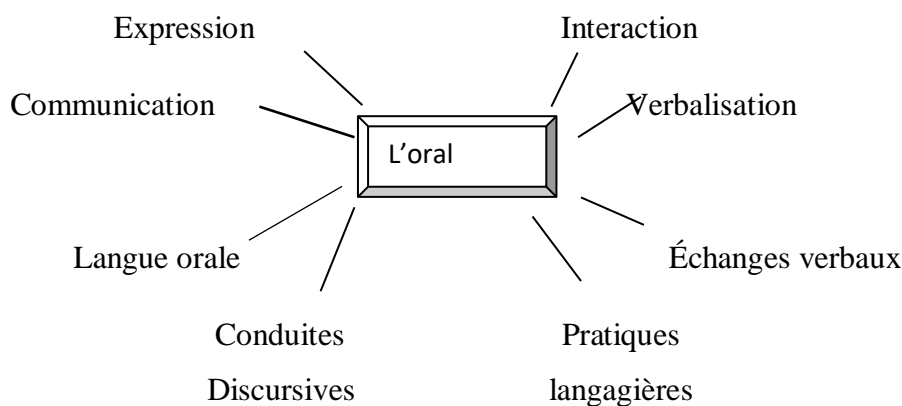 Expression
Interaction
Communication
Verbalisation
L'oral
Langue orale
Échanges verbaux
Conduites
Discursives
Pratiques
langagières